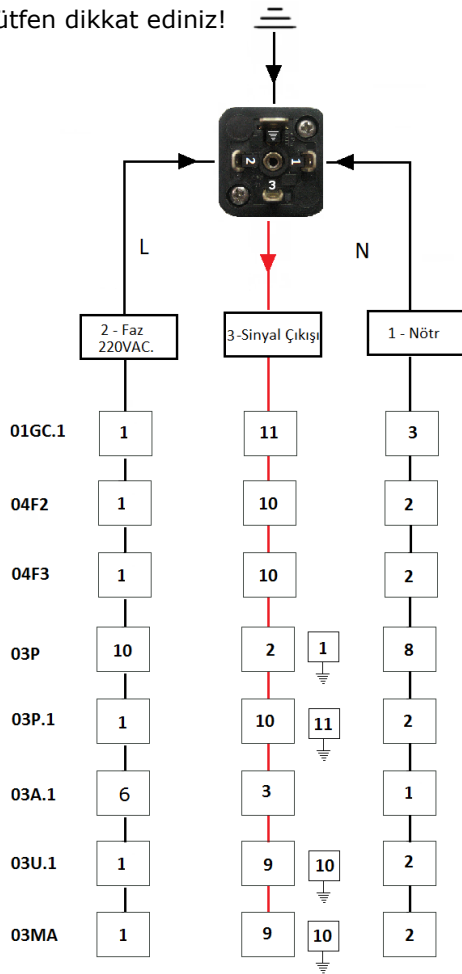 ütfen dikkat ediniz!
2 1
3
L N
2 - Faz
220VAC.
3-Sinyal Çıkışı
1 - Nötr
01GC.1 1 11 3
04F2 1 10 2
04F3 1 10 2
03P 10 2 1 8
03P.1 1 10 11 2
03A.1 6 3 1
03U.1 1 9 10 2
03MA 1 9 10 2